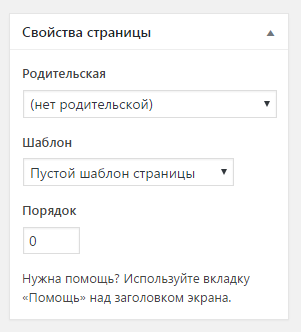 Свойства страницы
Родительская
(нет родительской)
Шаблон
Пустой шаблон страницы
Порядок
0
Нужна помощь? Используйте вкладку
«Помощь» над заголовком экрана.